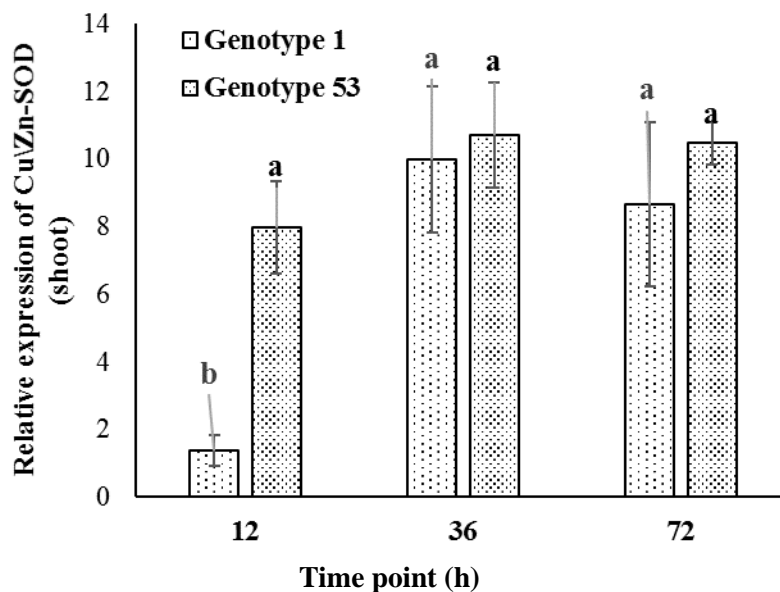 Relative expression of Cu\Zn-SOD
(shoot)
14
12
10
8
6
4
2
0
Genotype 1
Genotype 53
b
a
a
a
a
a
12
36
72
Time point (h)